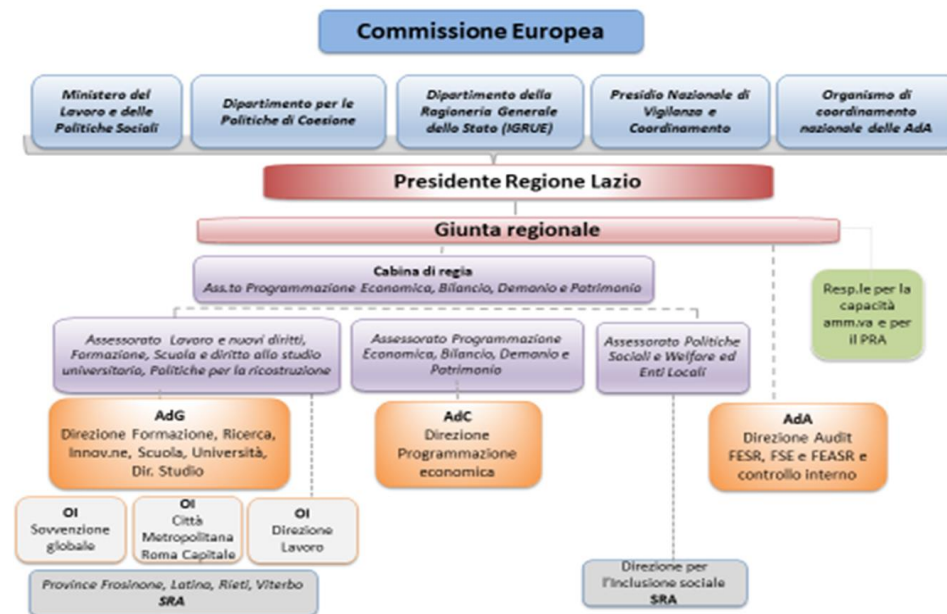 Commissione Europea
Ministero del
Lavoro e delle
Politiche Sociali
Dipartimento per le
Politiche di Coesione
Dipartimento della
Ragioneria Generale
dello Stato (IGRUE)
Presidio Nazionale di
Vigilanza e
Coordinamento
Organismo di
coordinamento
nazionale delle AdA
Presidente Regione Lazio
Giunta regionale
Cabina di regia
Ass.to Programmazione Economica, Bilancio, Demanio e Patrimonio
Resp.le per la
capacità
amm.va e per
il PRA
Assessorato Lavoro e nuovi diritti,
Formazione, Scuola e diritto allo studio
universitario, Politiche per la ricostruzione
Assessorato Programmazione
Economica, Bilancio, Demanio e
Patrimonio
Assessorato Politiche
Sociali e Welfare ed
Enti Locali
AdG
Direzione Formazione, Ricerca,
Innov.ne, Scuola, Università,
Dir. Studio
AdC
Direzione
Programmazione
economica
AdA
Direzione Audit
FESR, FSE e FEASR e
controllo interno
OI
Sovvenzione
globale
OI
Città
Metropolitana
Roma Capitale
OI
Direzione
Lavoro
Province Frosinone, Latina, Rieti, Viterbo
SRA
Direzione per
l'Inclusione sociale
SRA